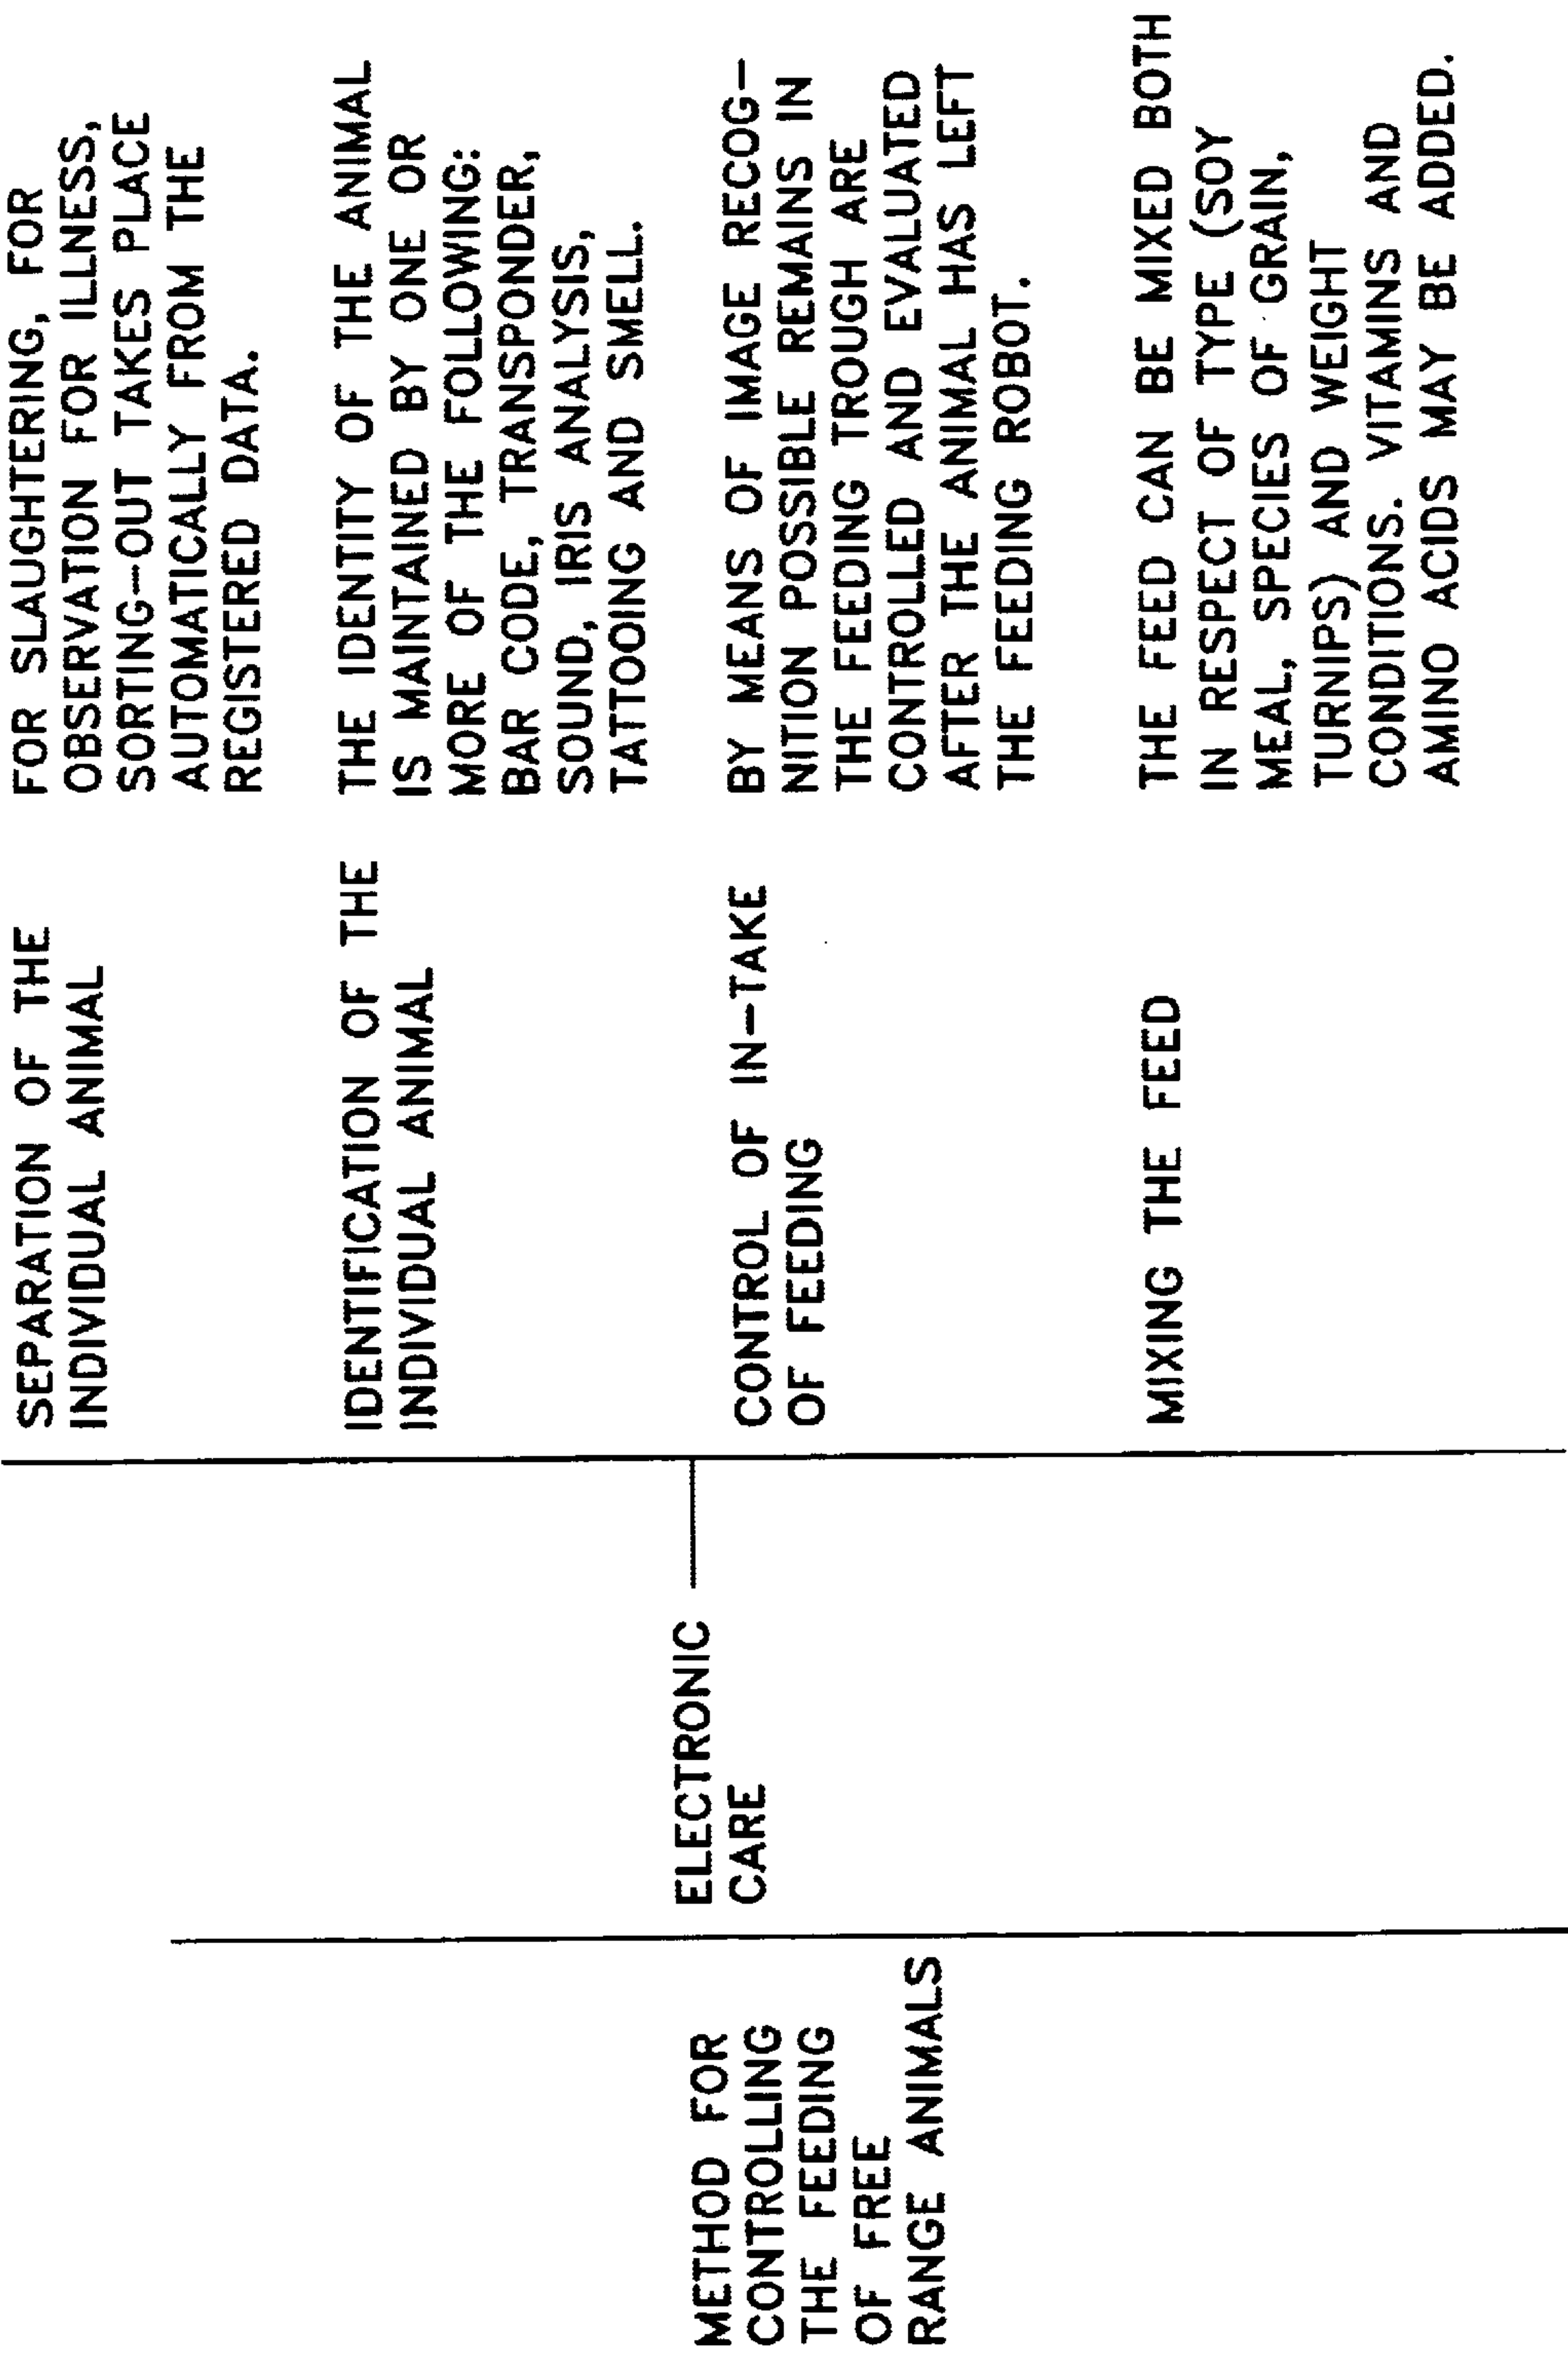 METHOD FOR
CONTROLLING
THE FEEDING
OF FREE
RANGE ANIMALS
ELECTRONIC
CARE
SEPARATION OF THE
INDIVIDUAL ANIMAL
FOR SLAUGHTERING, FOR
OBSERVATION FOR ILLNESS,
SORTING-OUT TAKES PLACE
AUTOMATICALLY FROM THE
REGISTERED DATA.
IDENTIFICATION OF THE
INDIVIDUAL ANIMAL
THE IDENTITY OF THE ANIMAL
IS MAINTAINED BY ONE OR
MORE OF THE FOLLOWING:
BAR CODE, TRANSPONDER,
SOUND, IRIS ANALYSIS,
TATTOOING AND SMELL.
CONTROL OF IN-TAKE
OF FEEDING
BY MEANS OF IMAGE RECOG-
NITION POSSIBLE REMAINS IN
THE FEEDING TROUGH ARE
CONTROLLED AND EVALUATED
AFTER THE ANIMAL HAS LEFT
THE FEEDING ROBOT.
MIXING THE FEED
THE FEED CAN BE MIXED BOTH
IN RESPECT OF TYPE (SOY
MEAL, SPECIES OF GRAIN,
TURNIPS) AND WEIGHT
CONDITIONS. VITAMINS AND
AMINO ACIDS MAY BE ADDED.